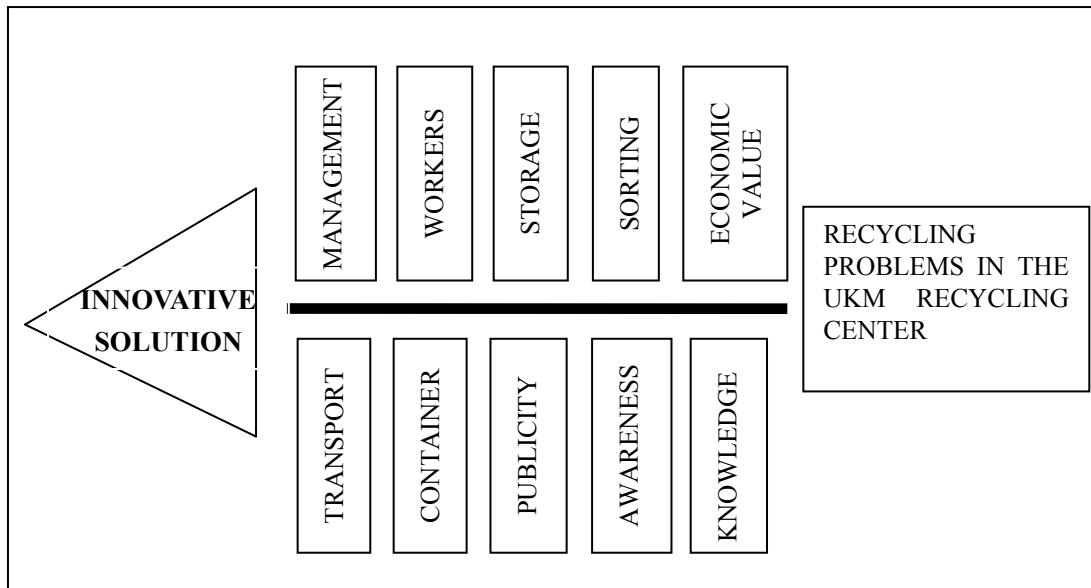 MANAGEMENT
WORKERS
STORAGE
SORTING
ECONOMIC
VALUE
INNOVATIVE
SOLUTION
RECYCLING
PROBLEMS IN THE
UKM RECYCLING
CENTER
TRANSPORT
CONTAINER
PUBLICITY
AWARENESS
KNOWLEDGE